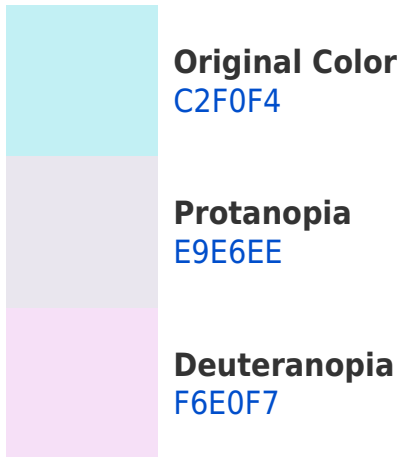 Original Color
C2F0F4
Protanopia
E9E6EE
Deuteranopia
F6E0F7